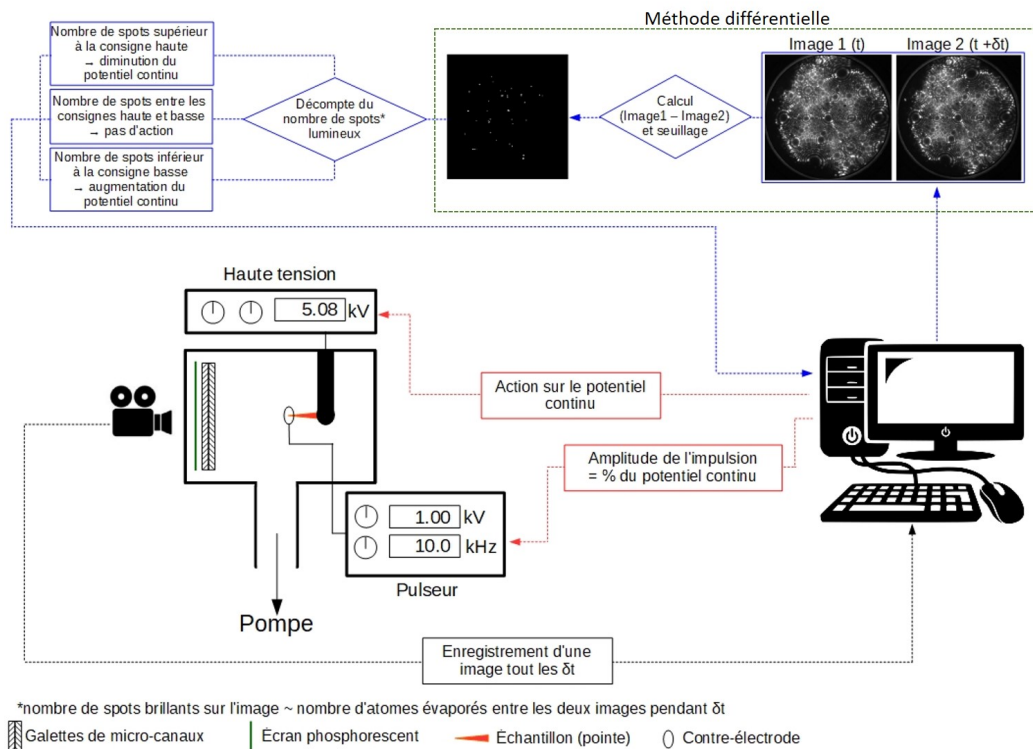 Méthode différentielle
Nombre de spots supérieur
à la consigne haute
→ diminution du
potentiel continu
Nombre de spots entre les
consignes haute et basse
→ pas d'action
Nombre de spots inférieur
à la consigne basse
→ augmentation du
potentiel continu
Décompte du
nombre de spots*
lumineux
Calcul
(Image1 – Image2)
et seuillage
Image 1 (t)
Image 2 (t +δt)
Haute tension
5.08 kV
Action sur le potentiel
continu
Amplitude de l'impulsion
= % du potentiel continu
1.00 kV
10.0 kHz
Pulseur
Pompe
Enregistrement d'une
image tout les δt
*nombre de spots brillants sur l'image ~ nombre d'atomes évaporés entre les deux images pendant δt
Galettes de micro-canaux
Écran phosphorescent
Échantillon (pointe)
Contre-électrode